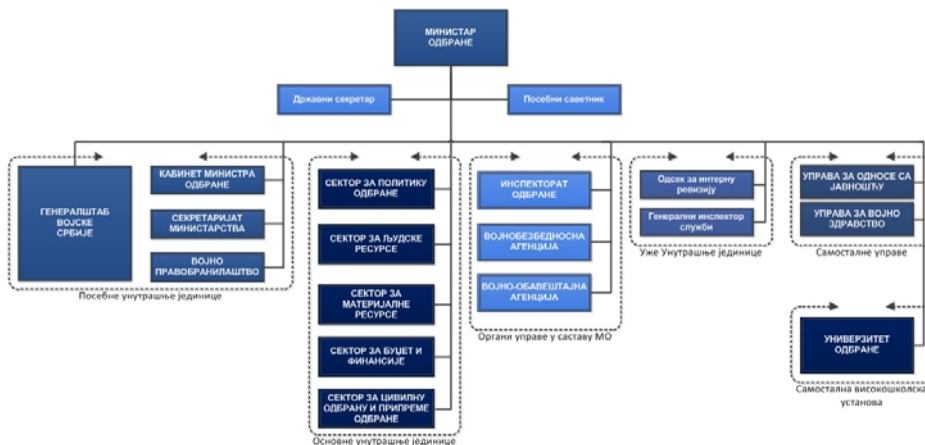 МИНИСТАР
ОДБРАНЕ
Државни секретар
Посебни саветник
ГЕНЕРАЛШТАБ
ВОЈСКЕ
СРБИЈЕ
КАБИНЕТ МИНИСТРА
ОДБРАНЕ
СЕКРЕТАРИЈАТ
МИНИСТАРСТВА
ВОЈНО
ПРАВОБРАНИЛАШТВО
Посебне унутрашње јединице
СЕКТОР ЗА ПОЛИТИКУ
ОДБРАНЕ
СЕКТОР ЗА ЉУДСКЕ
РЕСУРСЕ
СЕКТОР ЗА
МАТЕРИЈАЛНЕ
РЕСУРСЕ
СЕКТОР ЗА БУЏЕТ И
ФИНАНСИЈЕ
СЕКТОР ЗА ЦИВИЛНУ
ОДБРАНУ И ПРИПРЕМЕ
ОДБРАНЕ
Основне унутрашње јединице
ИНСПЕКТОРАТ
ОДБРАНЕ
ВОЈНОБЕЗБЕДНОСНА
АГЕНЦИЈА
ВОЈНО-ОБАВЕШТАЈНА
АГЕНЦИЈА
Органи управе у саставу МО
Одсек за интерну
ревизију
Генерални инспектор
служби
Уже Унутрашње јединице
УПРАВА ЗА ОДНОСЕ СА
ЈАВНОШЋУ
УПРАВА ЗА ВОЈНО
ЗДРАВСТВО
Самосталне управе
УНИВЕРЗИТЕТ
ОДБРАНЕ
Самостална високошколска
установа